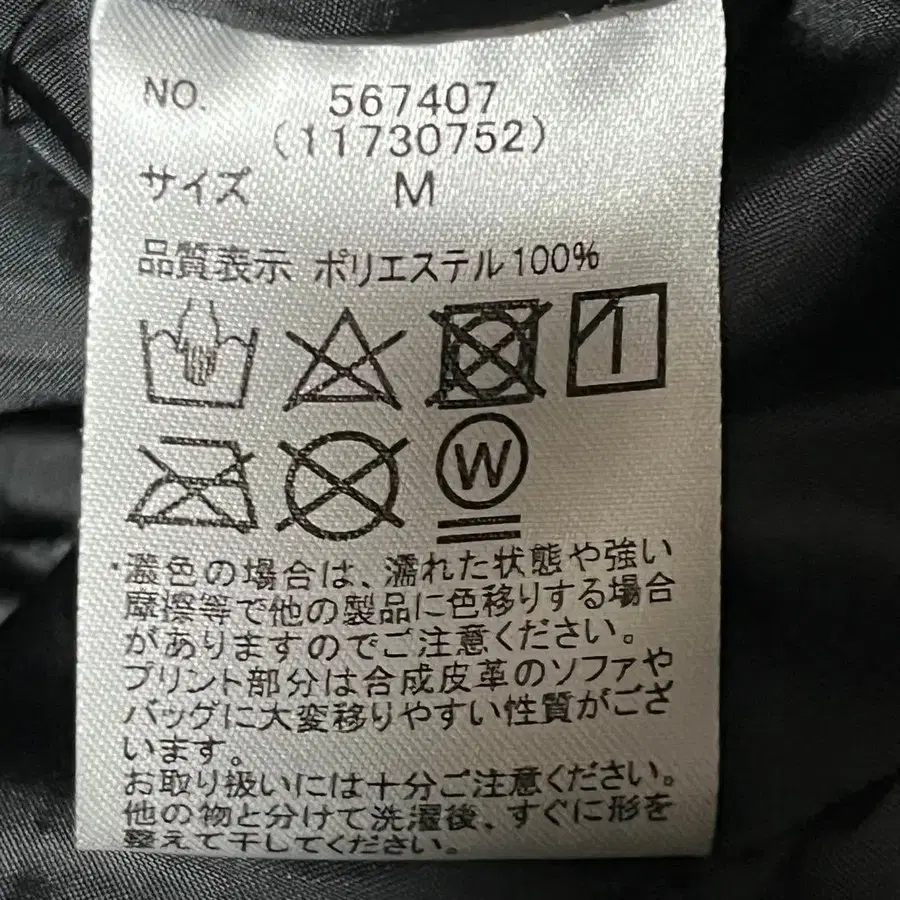 NO. 567407
(11730752)
サイズ M
品質表示 ポリエステル100%
W
・濃色の場合は、濡れた状態や強い
摩擦等で他の製品に色移りする場合
がありますのでご注意ください。
プリント部分は合成皮革のソファや
バッグに大変移りやすい性質がござ
います。
お取り扱いには十分ご注意ください。
他の物と分けて洗濯後、すぐに形を
整えて干してください。